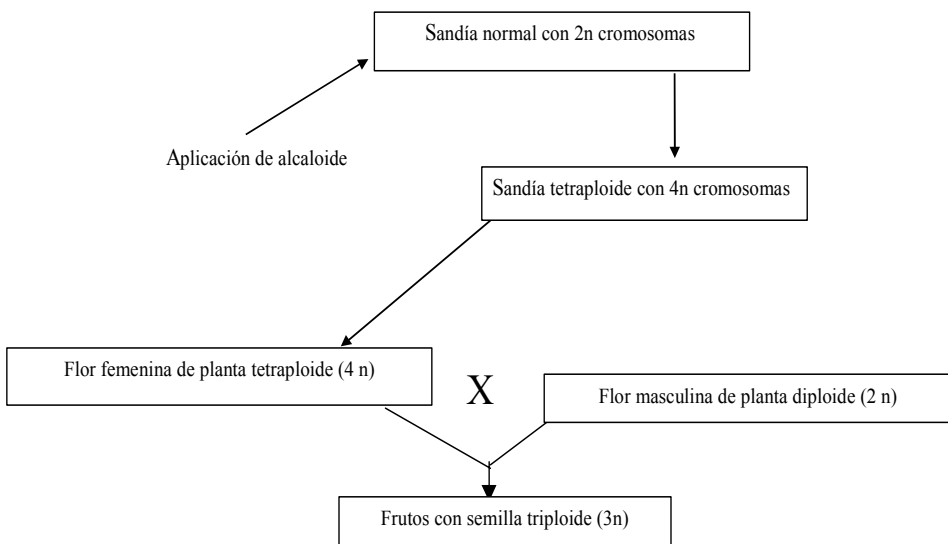 Sandía normal con 2n cromosomas
Aplicación de alcaloide
Sandía tetraploide con 4n cromosomas
Flor femenina de planta tetraploide (4 n)
X
Flor masculina de planta diploide (2 n)
Frutos con semilla triploide (3n)